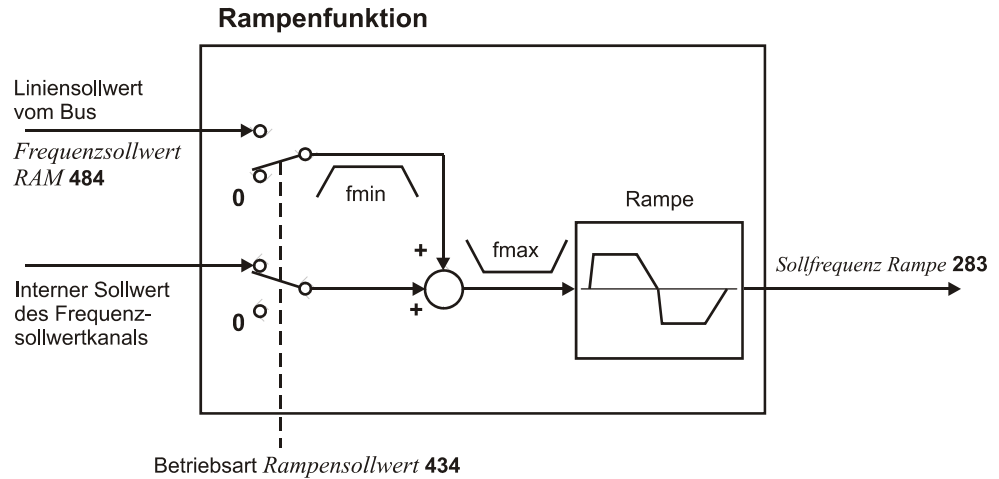 Rampenfunktion
Liniensollwert
vom Bus
Frequenzsollwert
RAM 484
0
fmin
Rampe
+
fmax
Sollfrequenz Rampe 283
Interner Sollwert
des Frequenz-
sollwertkanals
+
0
Betriebsart Rampensollwert 434